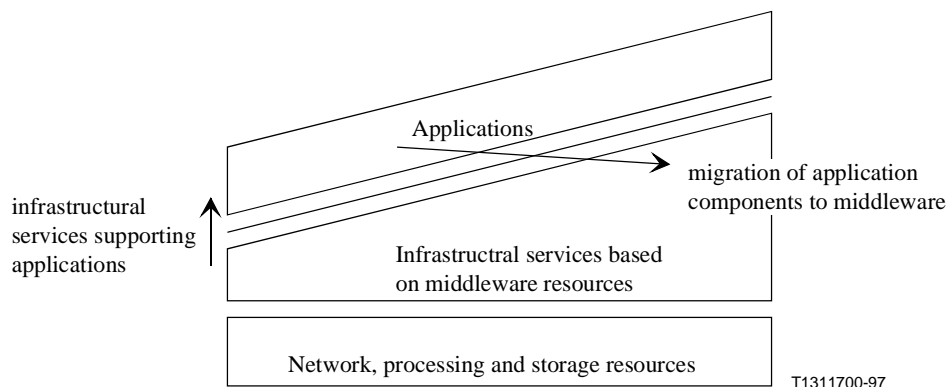 Applications
migration of application
components to middleware
infrastructural
services supporting
applications
Infrastructral services based
on middleware resources
Network, processing and storage resources
T1311700-97